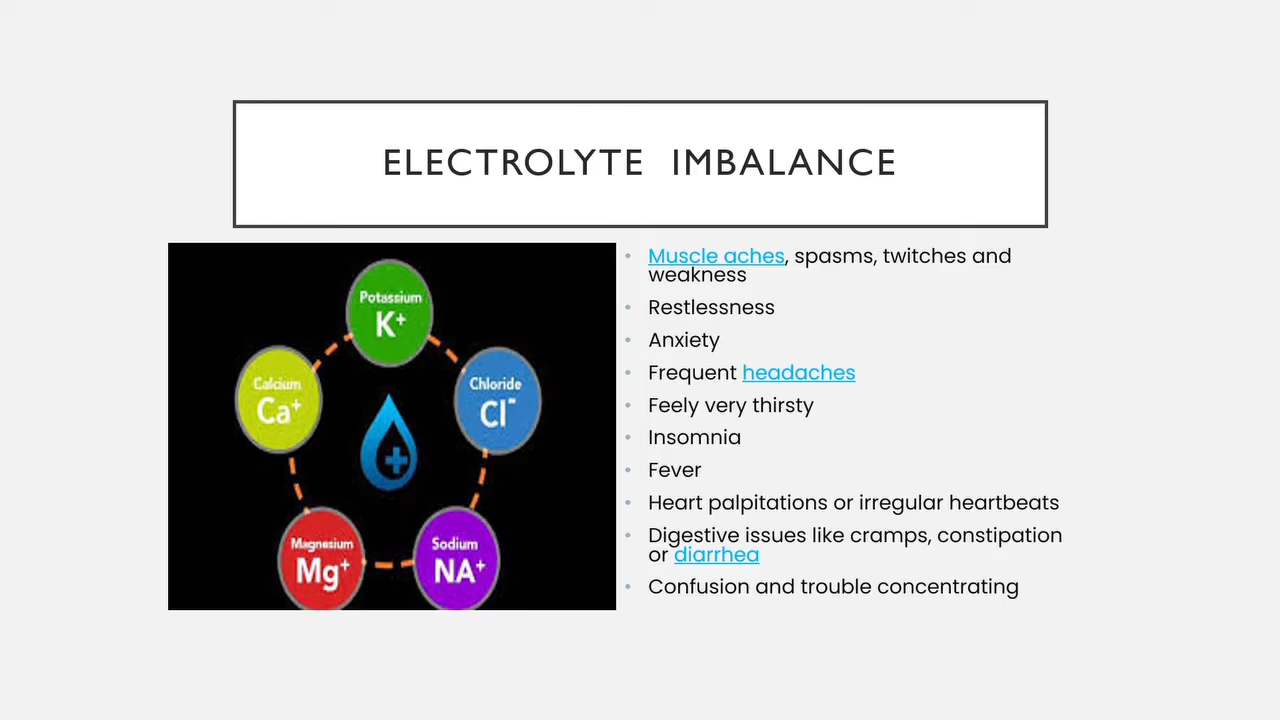 ELECTROLYTE IMBALANCE
Potassium
K+
Calcium
Ca+
Chloride
Cl-
Magnesium
Mg+
Sodium
NA+
• Muscle aches, spasms, twitches and
weakness
• Restlessness
• Anxiety
• Frequent headaches
• Feely very thirsty
• Insomnia
• Fever
• Heart palpitations or irregular heartbeats
• Digestive issues like cramps, constipation
or diarrhea
• Confusion and trouble concentrating